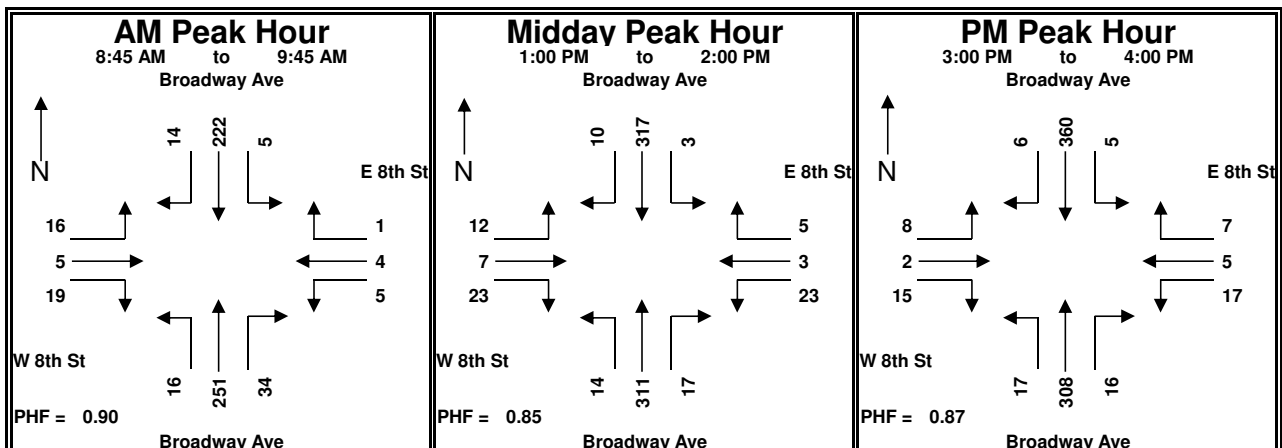 AM Peak Hour
8:45 AM to 9:45 AM
Broadway Ave
14 222 5
N
E 8th St
16 1
5 4
19 5
W 8th St
16 251 34
PHF = 0.90
Broadway Ave
Midday Peak Hour
1:00 PM to 2:00 PM
Broadway Ave
10 317 3
N
E 8th St
12 5
7 3
23 23
W 8th St
14 311 17
PHF = 0.85
Broadway Ave
PM Peak Hour
3:00 PM to 4:00 PM
Broadway Ave
6 360 5
N
E 8th St
8 7
2 5
15 17
W 8th St
17 308 16
PHF = 0.87
Broadway Ave